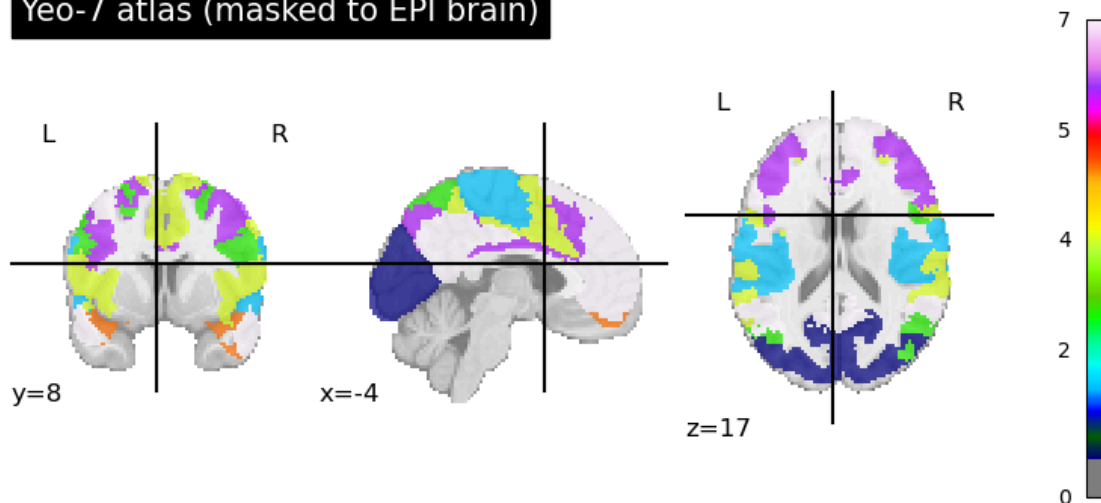 Yeo-7 atlas (masked to EPI brain)
L R
y=8
x=-4
L R
z=17
7
5
4
2
0